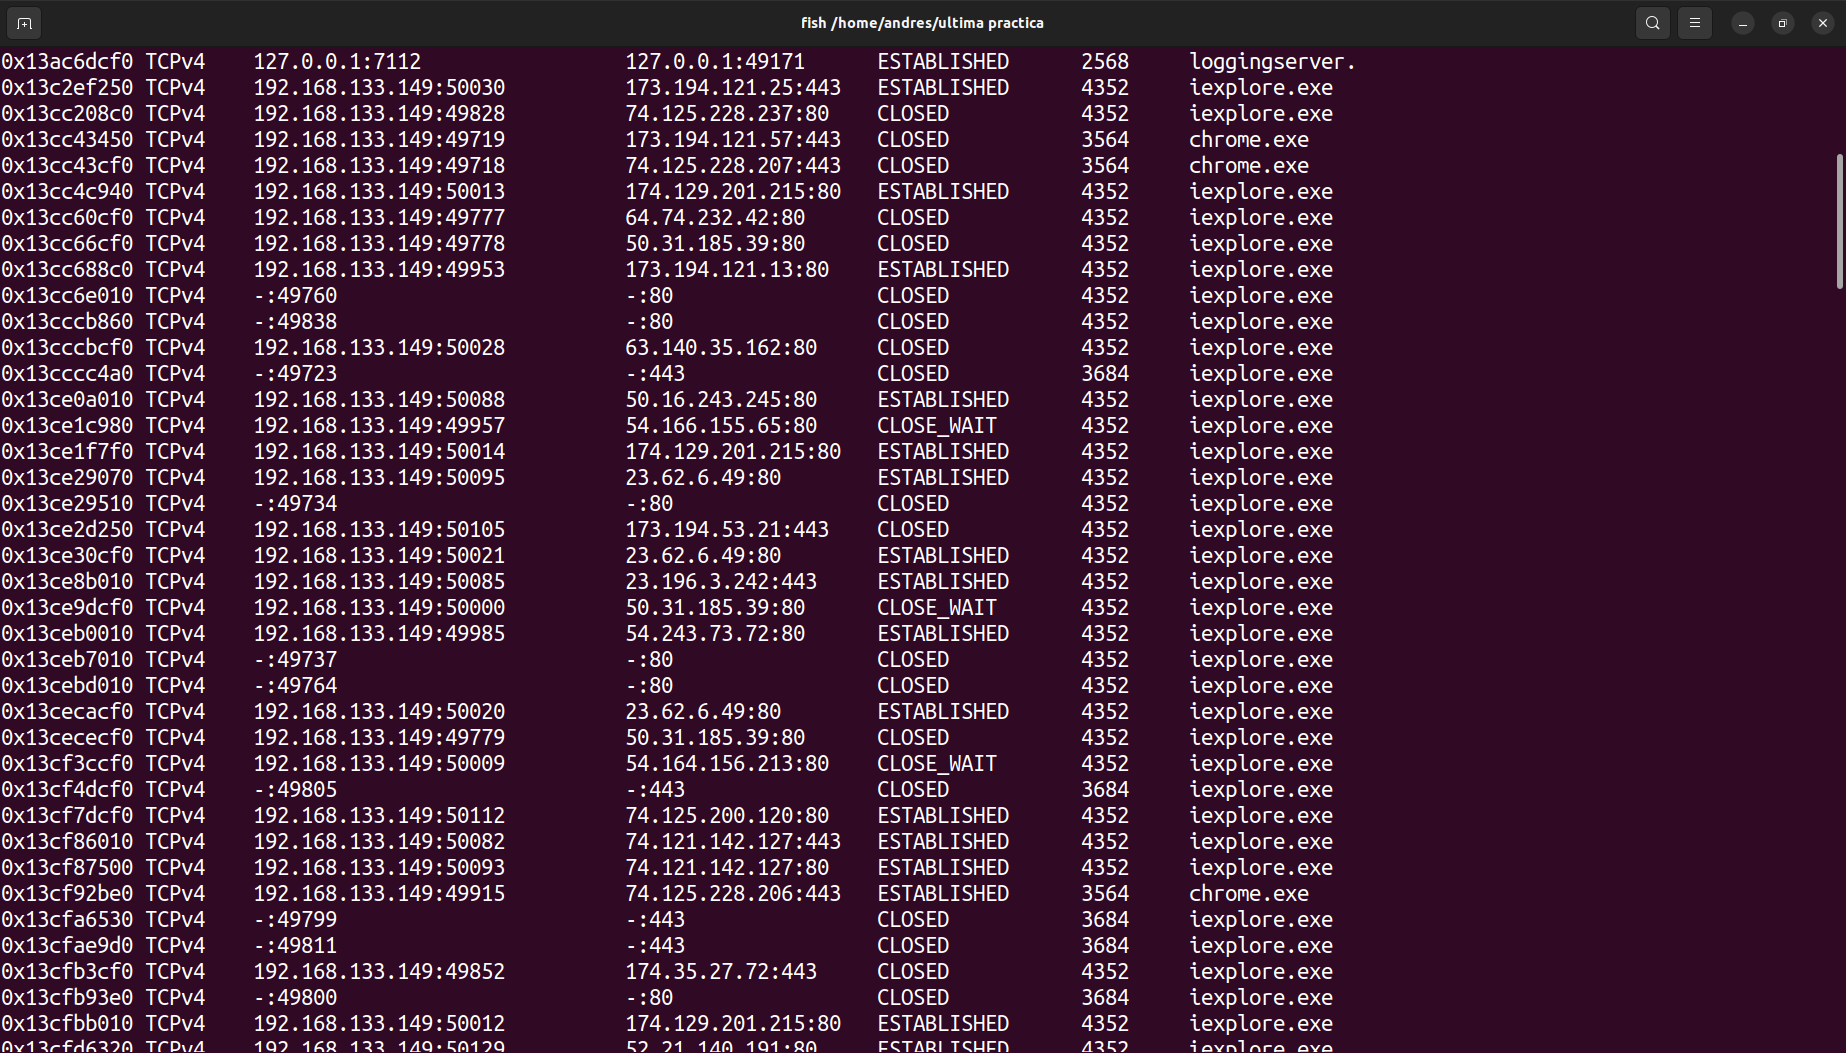 fish /home/andres/ultima practica
0x13ac6dcf0 TCPv4 127.0.0.1:7112 127.0.0.1:49171 ESTABLISHED 2568 loggingserver.
0x13c2ef250 TCPv4 192.168.133.149:50030 173.194.121.25:443 ESTABLISHED 4352 iexplore.exe
0x13cc208c0 TCPv4 192.168.133.149:49828 74.125.228.237:80 CLOSED 4352 iexplore.exe
0x13cc43450 TCPv4 192.168.133.149:49719 173.194.121.57:443 CLOSED 3564 chrome.exe
0x13cc43cf0 TCPv4 192.168.133.149:49718 74.125.228.207:443 CLOSED 3564 chrome.exe
0x13cc4c940 TCPv4 192.168.133.149:50013 174.129.201.215:80 ESTABLISHED 4352 iexplore.exe
0x13cc60cf0 TCPv4 192.168.133.149:49777 64.74.232.42:80 CLOSED 4352 iexplore.exe
0x13cc66cf0 TCPv4 192.168.133.149:49778 50.31.185.39:80 CLOSED 4352 iexplore.exe
0x13cc688c0 TCPv4 192.168.133.149:49953 173.194.121.13:80 ESTABLISHED 4352 iexplore.exe
0x13cc6e010 TCPv4 -:49760 -:80 CLOSED 4352 iexplore.exe
0x13cccb860 TCPv4 -:49838 -:80 CLOSED 4352 iexplore.exe
0x13cccbcf0 TCPv4 192.168.133.149:50028 63.140.35.162:80 CLOSED 4352 iexplore.exe
0x13cccc4a0 TCPv4 -:49723 -:443 CLOSED 3684 iexplore.exe
0x13ce0a010 TCPv4 192.168.133.149:50088 50.16.243.245:80 ESTABLISHED 4352 iexplore.exe
0x13ce1c980 TCPv4 192.168.133.149:49957 54.166.155.65:80 CLOSE_WAIT 4352 iexplore.exe
0x13ce1f7f0 TCPv4 192.168.133.149:50014 174.129.201.215:80 ESTABLISHED 4352 iexplore.exe
0x13ce29070 TCPv4 192.168.133.149:50095 23.62.6.49:80 ESTABLISHED 4352 iexplore.exe
0x13ce29510 TCPv4 -:49734 -:80 CLOSED 4352 iexplore.exe
0x13ce2d250 TCPv4 192.168.133.149:50105 173.194.53.21:443 CLOSED 4352 iexplore.exe
0x13ce30cf0 TCPv4 192.168.133.149:50021 23.62.6.49:80 ESTABLISHED 4352 iexplore.exe
0x13ce8b010 TCPv4 192.168.133.149:50085 23.196.3.242:443 ESTABLISHED 4352 iexplore.exe
0x13ce9dcf0 TCPv4 192.168.133.149:50000 50.31.185.39:80 CLOSE_WAIT 4352 iexplore.exe
0x13ceb0010 TCPv4 192.168.133.149:49985 54.243.73.72:80 ESTABLISHED 4352 iexplore.exe
0x13ceb7010 TCPv4 -:49737 -:80 CLOSED 4352 iexplore.exe
0x13cebd010 TCPv4 -:49764 -:80 CLOSED 4352 iexplore.exe
0x13cecacf0 TCPv4 192.168.133.149:50020 23.62.6.49:80 ESTABLISHED 4352 iexplore.exe
0x13cececf0 TCPv4 192.168.133.149:49779 50.31.185.39:80 CLOSED 4352 iexplore.exe
0x13cf3ccf0 TCPv4 192.168.133.149:50009 54.164.156.213:80 CLOSE_WAIT 4352 iexplore.exe
0x13cf4dcf0 TCPv4 -:49805 -:443 CLOSED 3684 iexplore.exe
0x13cf7dcf0 TCPv4 192.168.133.149:50112 74.125.200.120:80 ESTABLISHED 4352 iexplore.exe
0x13cf86010 TCPv4 192.168.133.149:50082 74.121.142.127:443 ESTABLISHED 4352 iexplore.exe
0x13cf87500 TCPv4 192.168.133.149:50093 74.121.142.127:80 ESTABLISHED 4352 iexplore.exe
0x13cf92be0 TCPv4 192.168.133.149:49915 74.125.228.206:443 ESTABLISHED 3564 chrome.exe
0x13cfa6530 TCPv4 -:49799 -:443 CLOSED 3684 iexplore.exe
0x13cfae9d0 TCPv4 -:49811 -:443 CLOSED 3684 iexplore.exe
0x13cfb3cf0 TCPv4 192.168.133.149:49852 174.35.27.72:443 CLOSED 4352 iexplore.exe
0x13cfb93e0 TCPv4 -:49800 -:80 CLOSED 3684 iexplore.exe
0x13cfbb010 TCPv4 192.168.133.149:50012 174.129.201.215:80 ESTABLISHED 4352 iexplore.exe
0x13cfd6320 TCPv4 192.168.133.149:50129 52.21.140.191:80 ESTABLISHED 4352 iexplore.exe